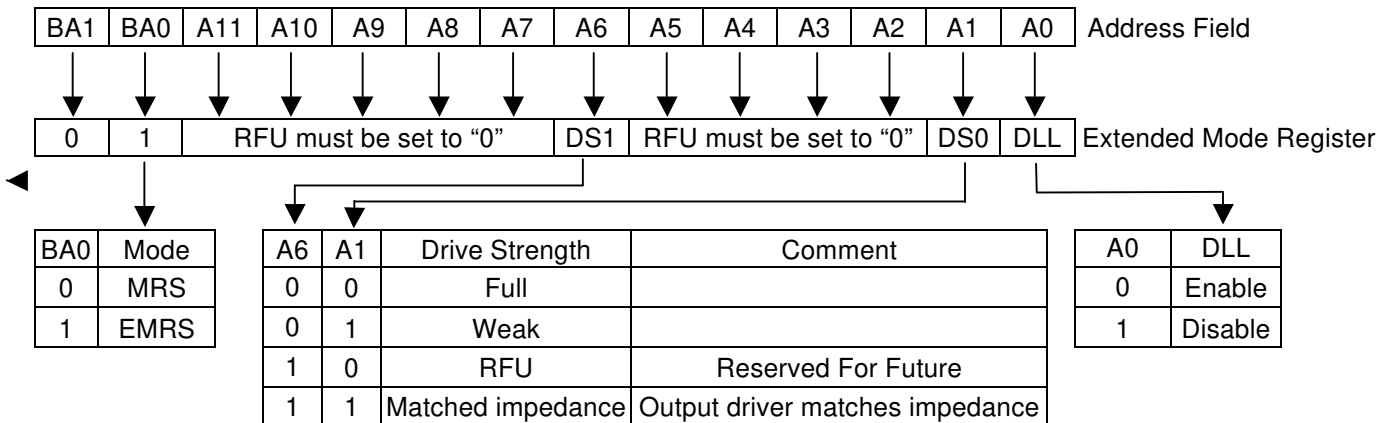 BA1 BA0 A11 A10 A9 A8 A7 A6 A5 A4 A3 A2 A1 A0 Address Field
0 1 RFU must be set to “0” DS1 RFU must be set to “0” DS0 DLL Extended Mode Register
BA0 Mode A6 A1 Drive Strength Comment A0 DLL
0 MRS 0 0 Full 0 Enable
1 EMRS 0 1 Weak 1 Disable
1 0 RFU Reserved For Future
1 1 Matched impedance Output driver matches impedance